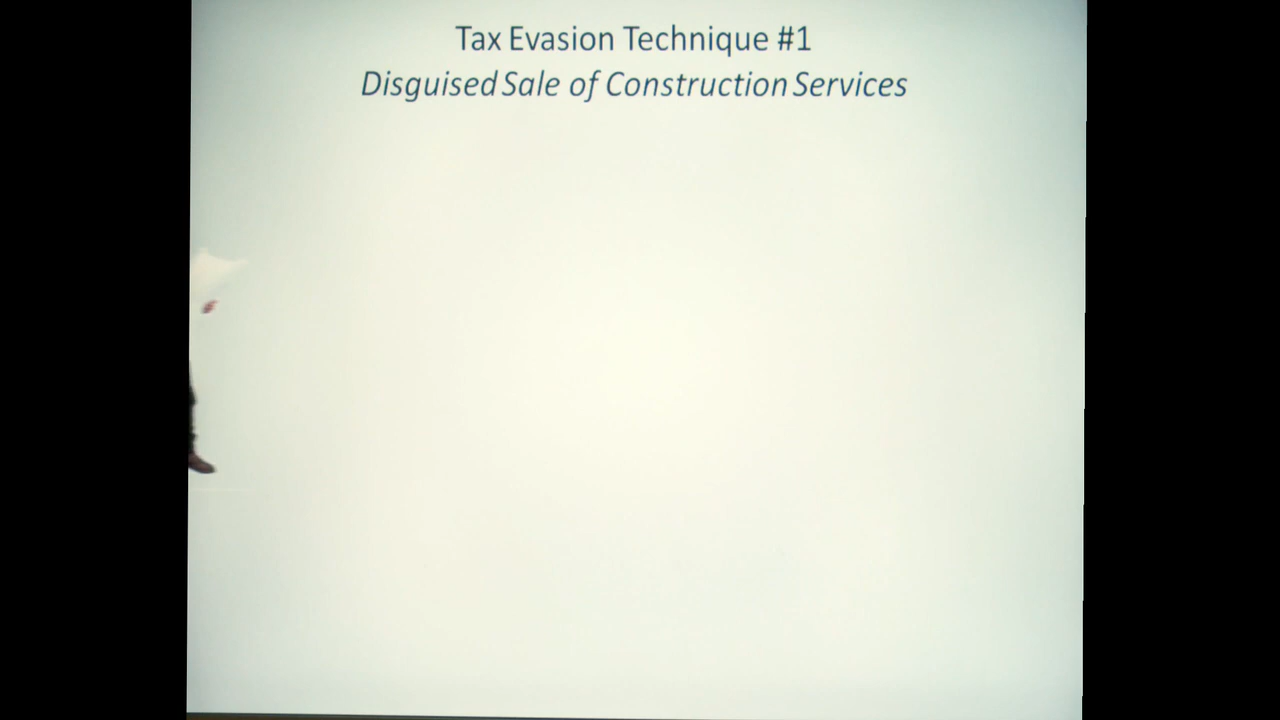 Tax Evasion Technique #1
Disguised Sale of Construction Services